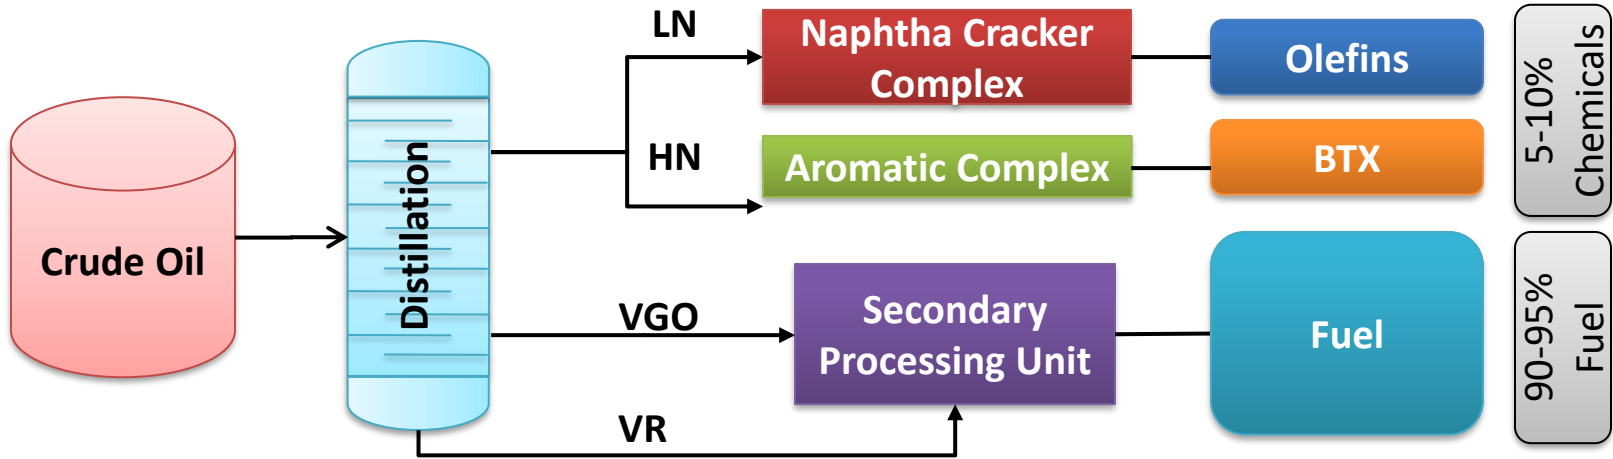 Crude Oil
Distillation
LN
HN
VGO
VR
Naphtha Cracker
Complex
Aromatic Complex
Secondary
Processing Unit
Olefins
BTX
Fuel
5-10%
Chemicals
90-95%
Fuel